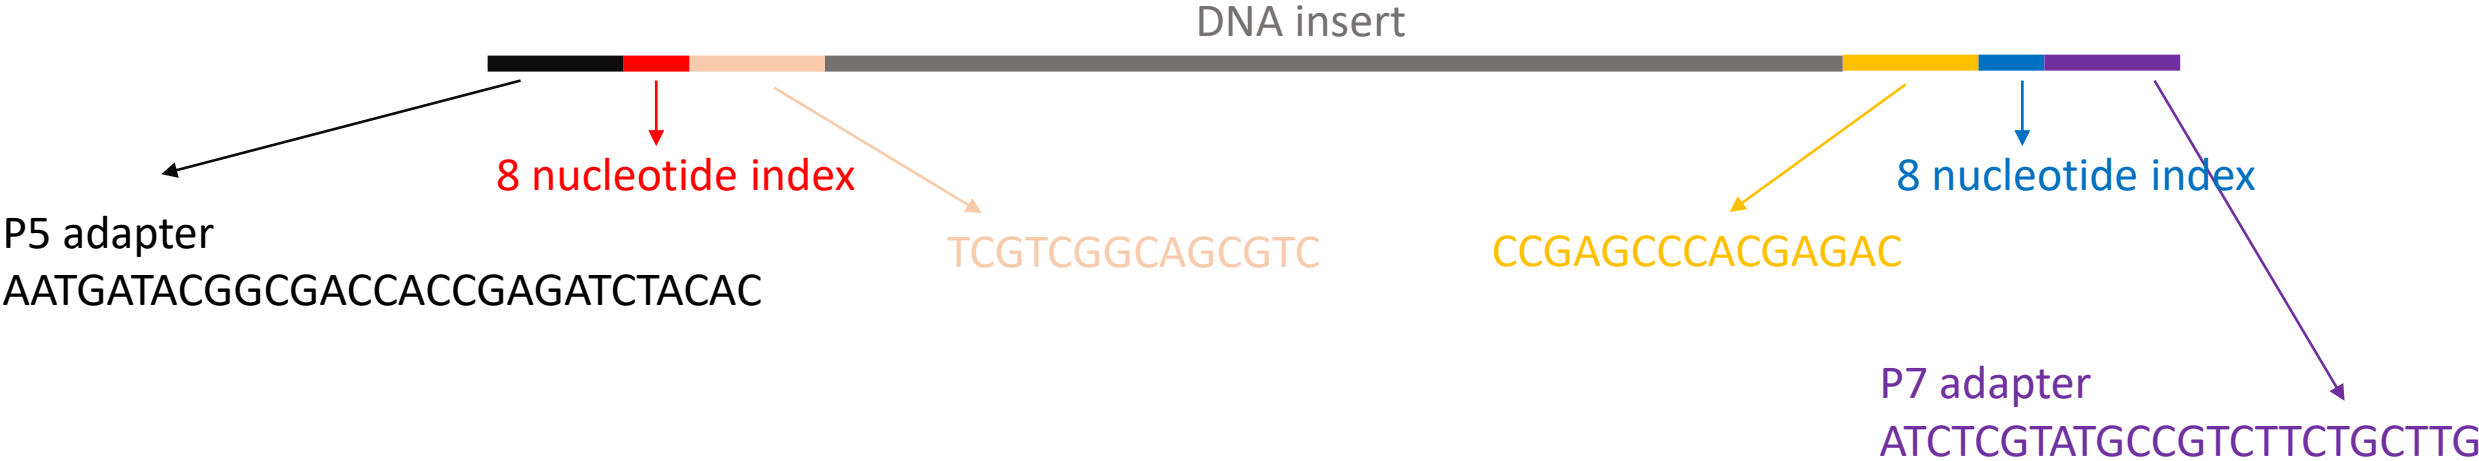 DNA insert
8 nucleotide index
8 nucleotide index
P5 adapter
AATGATACGGCGACCACCGAGATCTACAC
TCGTCGGCAGCGTC
CCGAGCCCACGAGAC
P7 adapter
ATCTCGTATGCCGTCTTCTGCTTG